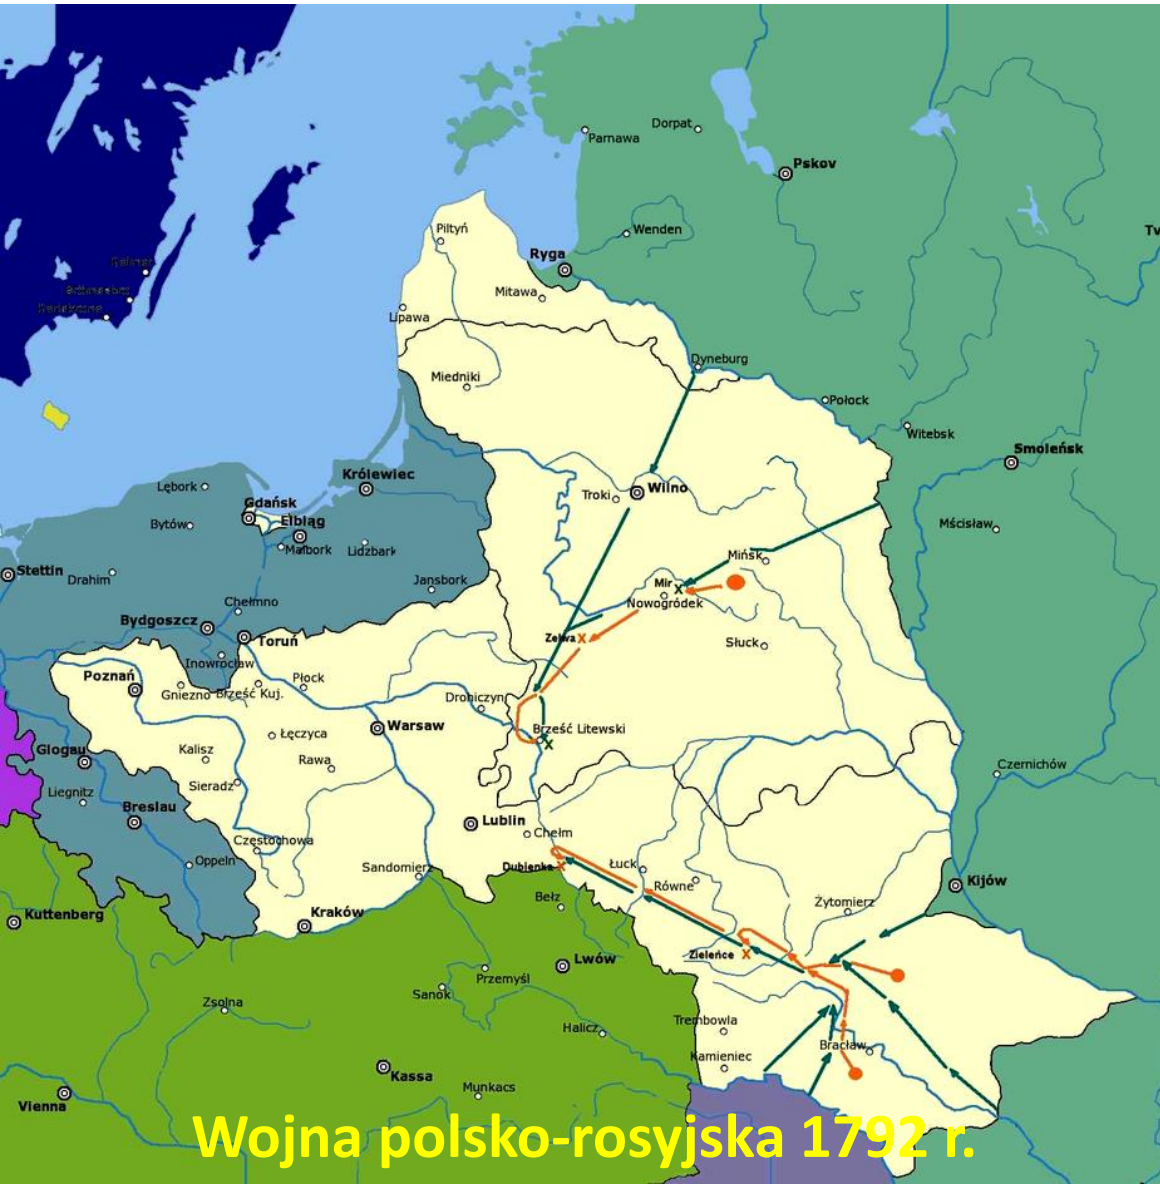 Parnawa
Dorpat
Pskov
Piltyń
Wenden
Tv
Ryga
Mitawa
Lipawa
Dyneburg
Miedniki
Połock
Witebsk
Smoleńsk
Królewiec
Lębork
Troki
Wilno
Gdańsk
Bytów
Elbląg
Mścisław
Malbork
Lidzbark
Mińsk
Stettin
Drahim
Jansbork
Mir
Chełmno
Nowogródek
Bydgoszcz
Toruń
Zelwa
Słuck
Inowrocław
Poznań
Gniezno
Brześć Kuj.
Płock
Drohiczyn
Warsaw
Brześć Litewski
Łęczyca
Glogau
Kalisz
Rawa
Czernichów
Sieradz
Liegnitz
Breslau
Lublin
Chełm
Częstochowa
Oppeln
Sandomierz
Dubienka
Łuck
Równe
Kijów
Bełz
Żytomierz
Kuttenberg
Kraków
Zieleńce
Lwów
Przemyśl
Sanok
Zsolna
Trembowla
Halicz
Bracław
Kamieniec
Kassa
Munkacs
Vienna
Wojna polsko-rosyjska 1792 r.